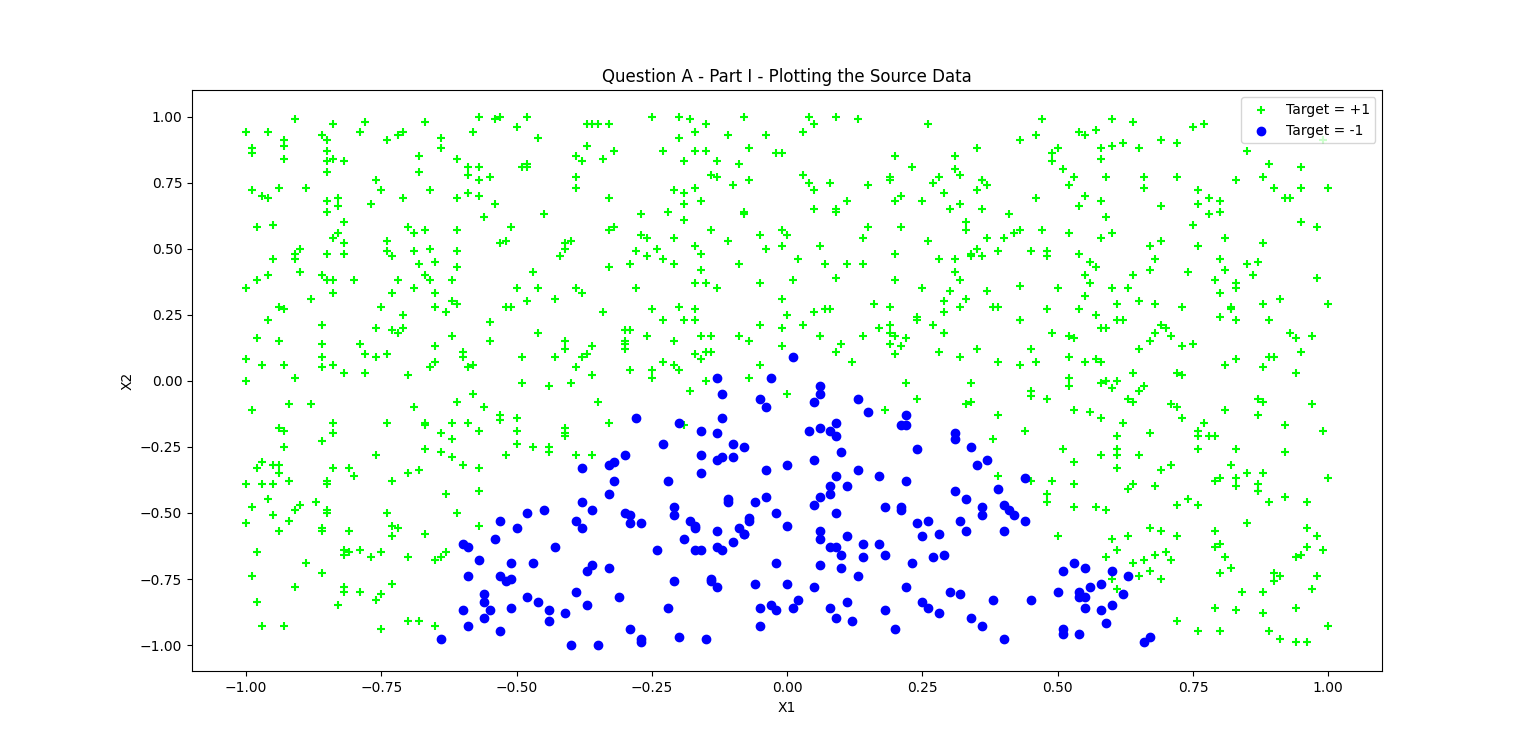 Question A - Part I - Plotting the Source Data
Target = +1
Target = -1
1.00
0.75
0.50
0.25
0.00
−0.25
−0.50
−0.75
−1.00
X2
−1.00 −0.75 −0.50 −0.25 0.00 0.25 0.50 0.75 1.00
X1